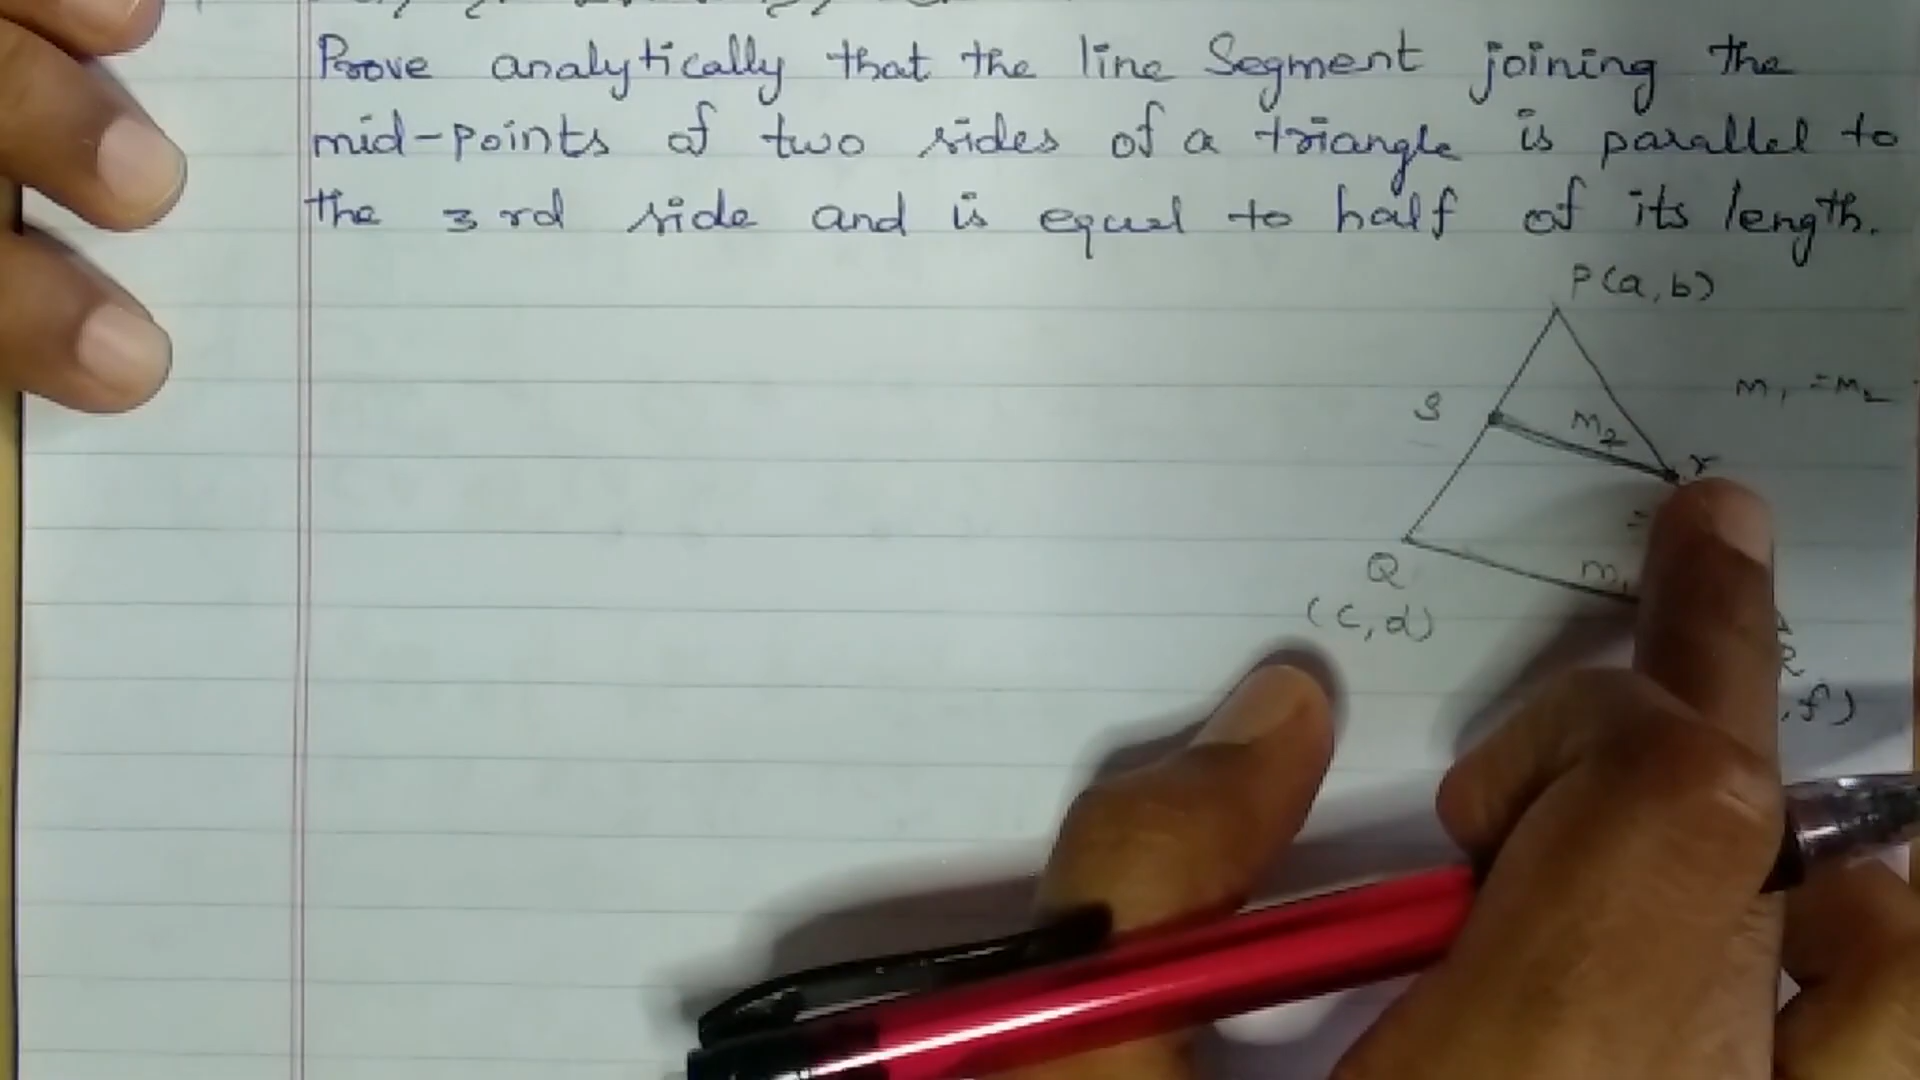 Prove analytically that the line Segment joining the
mid-points of two sides of a triangle is parallel to
the 3rd side and is equal to half of its length.
P(a,b)
m₁ = m₂
S
m₂
r
=
m₁
Q
(c,d)
R
,f)